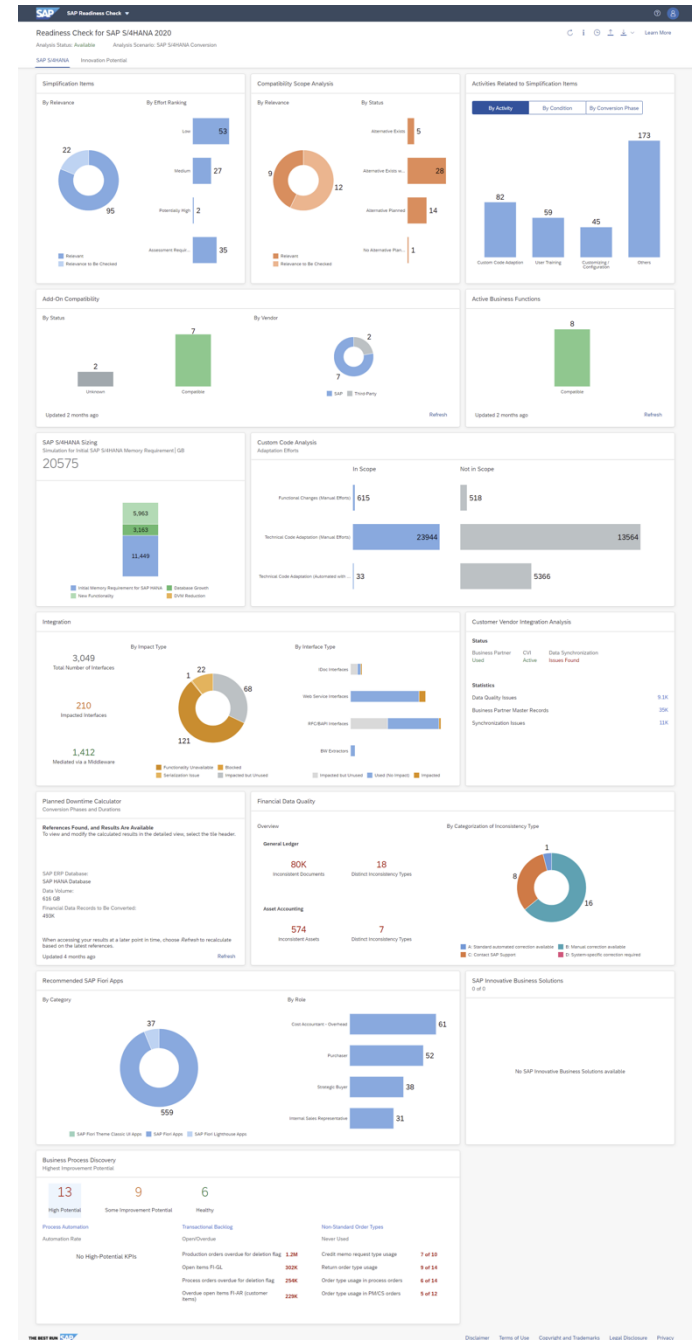 SAP SAP Readiness Check
Readiness Check for SAP S/4HANA 2020
Analysis Status: Available Analysis Scenario: SAP S/4HANA Conversion
Learn More
SAP S/4HANA Innovation Potential
Simplification Items
By Relevance By Effort Ranking
22
95
Low 53
Medium 27
Potentially High 2
Assessment Requi... 35
Relevant
Relevance to Be Checked
Compatibility Scope Analysis
By Relevance By Status
9
12
Alternative Exists 5
Alternative Exists w... 28
Alternative Planned 14
No Alternative Plan... 1
Relevant
Relevance to Be Checked
Activities Related to Simplification Items
By Activity By Condition By Conversion Phase
82 59 45 173
Custom Code Adaption User Training Customizing / Configuration Others
Add-On Compatibility
By Status By Vendor
2 7
Unknown Compatible
2
7
SAP Third-Party
Updated 2 months ago Refresh
Active Business Functions
8
Compatible
Updated 2 months ago Refresh
SAP S/4HANA Sizing
Simulation for Initial SAP S/4HANA Memory Requirement| GB
20575
5,963
3,163
11,449
Initial Memory Requirement for SAP HANA Database Growth
New Functionality DVM Reduction
Custom Code Analysis
Adaptation Efforts
In Scope Not in Scope
Functional Changes (Manual Efforts) 615 518
Technical Code Adaptation (Manual Efforts) 23944 13564
Technical Code Adaptation (Automated with ... 33 5366
Integration
3,049
Total Number of Interfaces
210
Impacted Interfaces
1,412
Mediated via a Middleware
By Impact Type
1 22
68
121
Functionality Unavailable Blocked
Serialization Issue Impacted but Unused
By Interface Type
IDoc Interfaces
Web Service Interfaces
RFC/BAPI Interfaces
BW Extractors
Impacted but Unused Used (No Impact) Impacted
Customer Vendor Integration Analysis
Status
Business Partner CVI Data Synchronization
Used Active Issues Found
Statistics
Data Quality Issues 9.1K
Business Partner Master Records 35K
Synchronization Issues 11K
Planned Downtime Calculator
Conversion Phases and Durations
References Found, and Results Are Available
To view and modify the calculated results in the detailed view, select the tile header.
SAP ERP Database:
SAP HANA Database
Data Volume:
616 GB
Financial Data Records to Be Converted:
When accessing your results at a later point in time, choose Refresh to recalculate
based on the latest references.
Updated 4 months ago Refresh
Financial Data Quality
Overview
General Ledger
80K 18
Inconsistent Documents Distinct Inconsistency Types
Asset Accounting
574 7
Inconsistent Assets Distinct Inconsistency Types
By Categorization of Inconsistency Type
1
8
16
A: Standard/automated correction available B: Manual correction available
C: Contact SAP Support D: System-specific correction required
Recommended SAP Fiori Apps
By Category By Role
37
559
SAP Fiori Theme Classic UI Apps SAP Fiori Apps SAP Fiori Lighthouse Apps
Cost Accountant - Overhead 61
Purchaser 52
Strategic Buyer 38
Internal Sales Representative 31
SAP Innovative Business Solutions
0 of 0
No SAP Innovative Business Solutions available
Business Process Discovery
Highest Improvement Potential
13 9 6
High Potential Some Improvement Potential Healthy
Process Automation
Automation Rate
No High-Potential KPIs
Transactional Backlog
Open/Overdue
Production orders overdue for deletion flag 1.2M
Open items FI-GL 302K
Process orders overdue for deletion flag 254K
Overdue open items FI-AR (customer
items) 229K
Non-Standard Order Types
Never Used
Credit memo request type usage 7 of 10
Return order type usage 9 of 14
Order type usage in process orders 6 of 14
Order type usage in PM/CS orders 5 of 12
THE BEST RUN SAP
Disclaimer Terms of Use Copyright and Trademarks Legal Disclosure Privacy